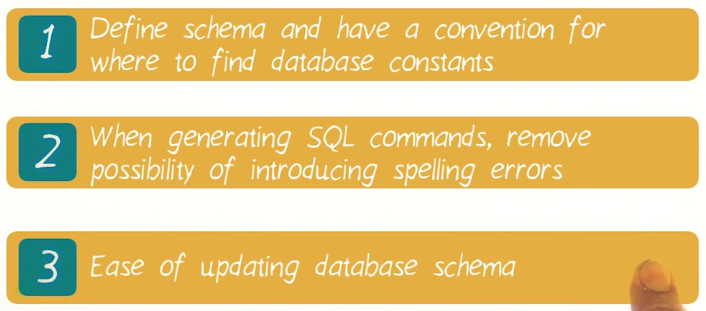 1
Define schema and have a convention for
where to find database constants
2
When generating SQL commands, remove
possibility of introducing spelling errors
3
Ease of updating database schema